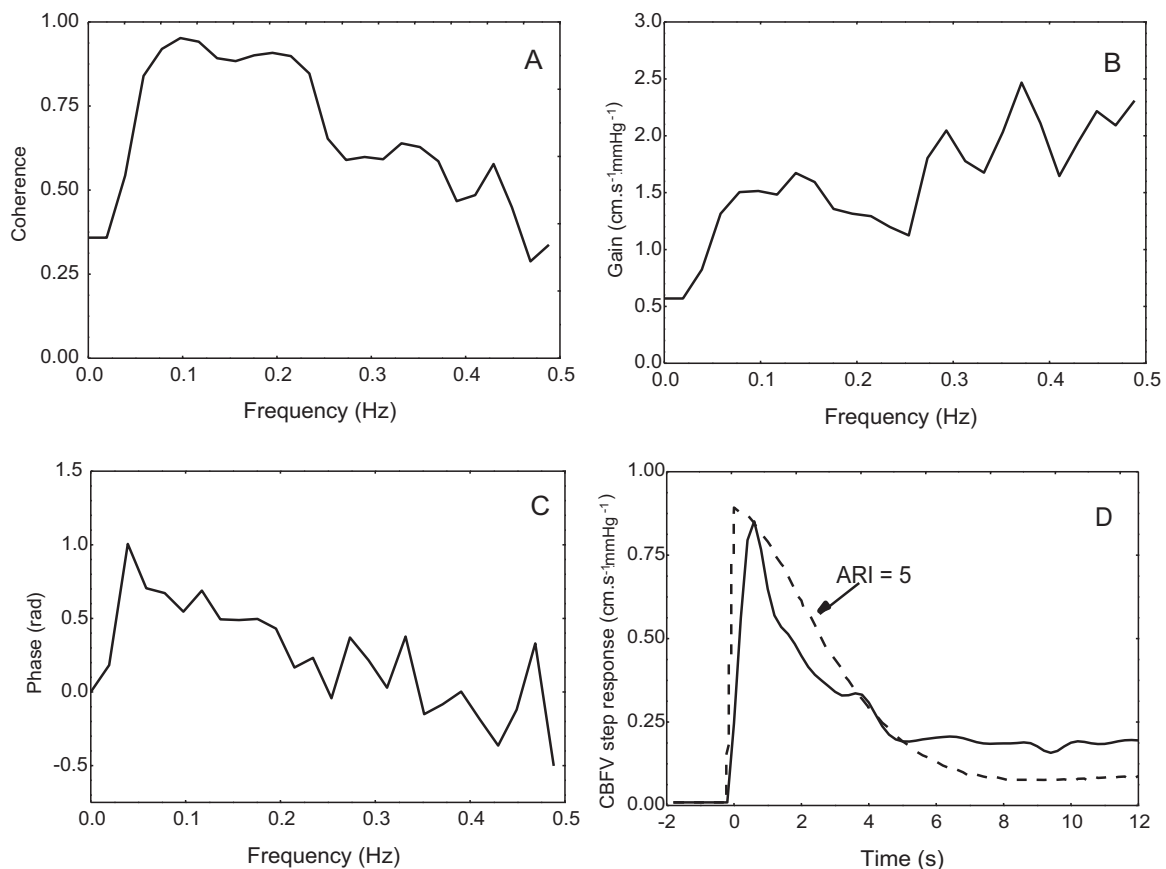 A
Coherence
1.00
0.75
0.50
0.25
0.00
0.0 0.1 0.2 0.3 0.4 0.5
Frequency (Hz)
B
Gain (cm.s-1mmHg-1)
3.0
2.5
2.0
1.5
1.0
0.5
0.0
0.0 0.1 0.2 0.3 0.4 0.5
Frequency (Hz)
C
Phase (rad)
1.5
1.0
0.5
0.0
-0.5
0.0 0.1 0.2 0.3 0.4 0.5
Frequency (Hz)
D
CBFV step response (cm.s-1mmHg-1)
1.00
0.75
0.50
0.25
0.00
ARI = 5
-2 0 2 4 6 8 10 12
Time (s)